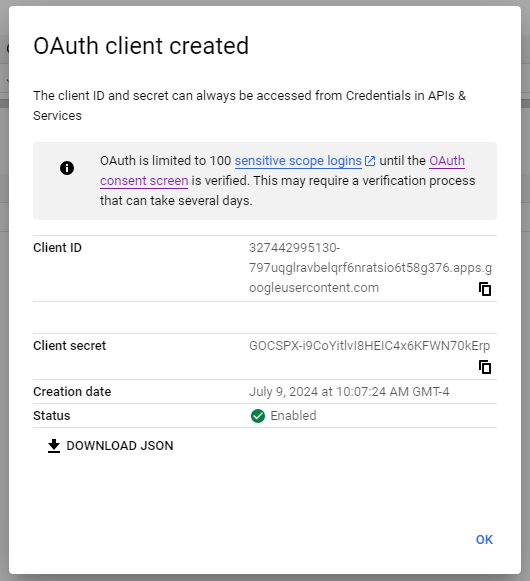 OAuth client created
The client ID and secret can always be accessed from Credentials in APIs &
Services
OAuth is limited to 100 sensitive scope logins until the OAuth
consent screen is verified. This may require a verification process
that can take several days.
Client ID
327442995130-
797uqglravbelqrf6nratsio6t58g376.apps.g
oogleusercontent.com
Client secret
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
Creation date
July 9, 2024 at 10:07:24 AM GMT-4
Status
Enabled
DOWNLOAD JSON
OK